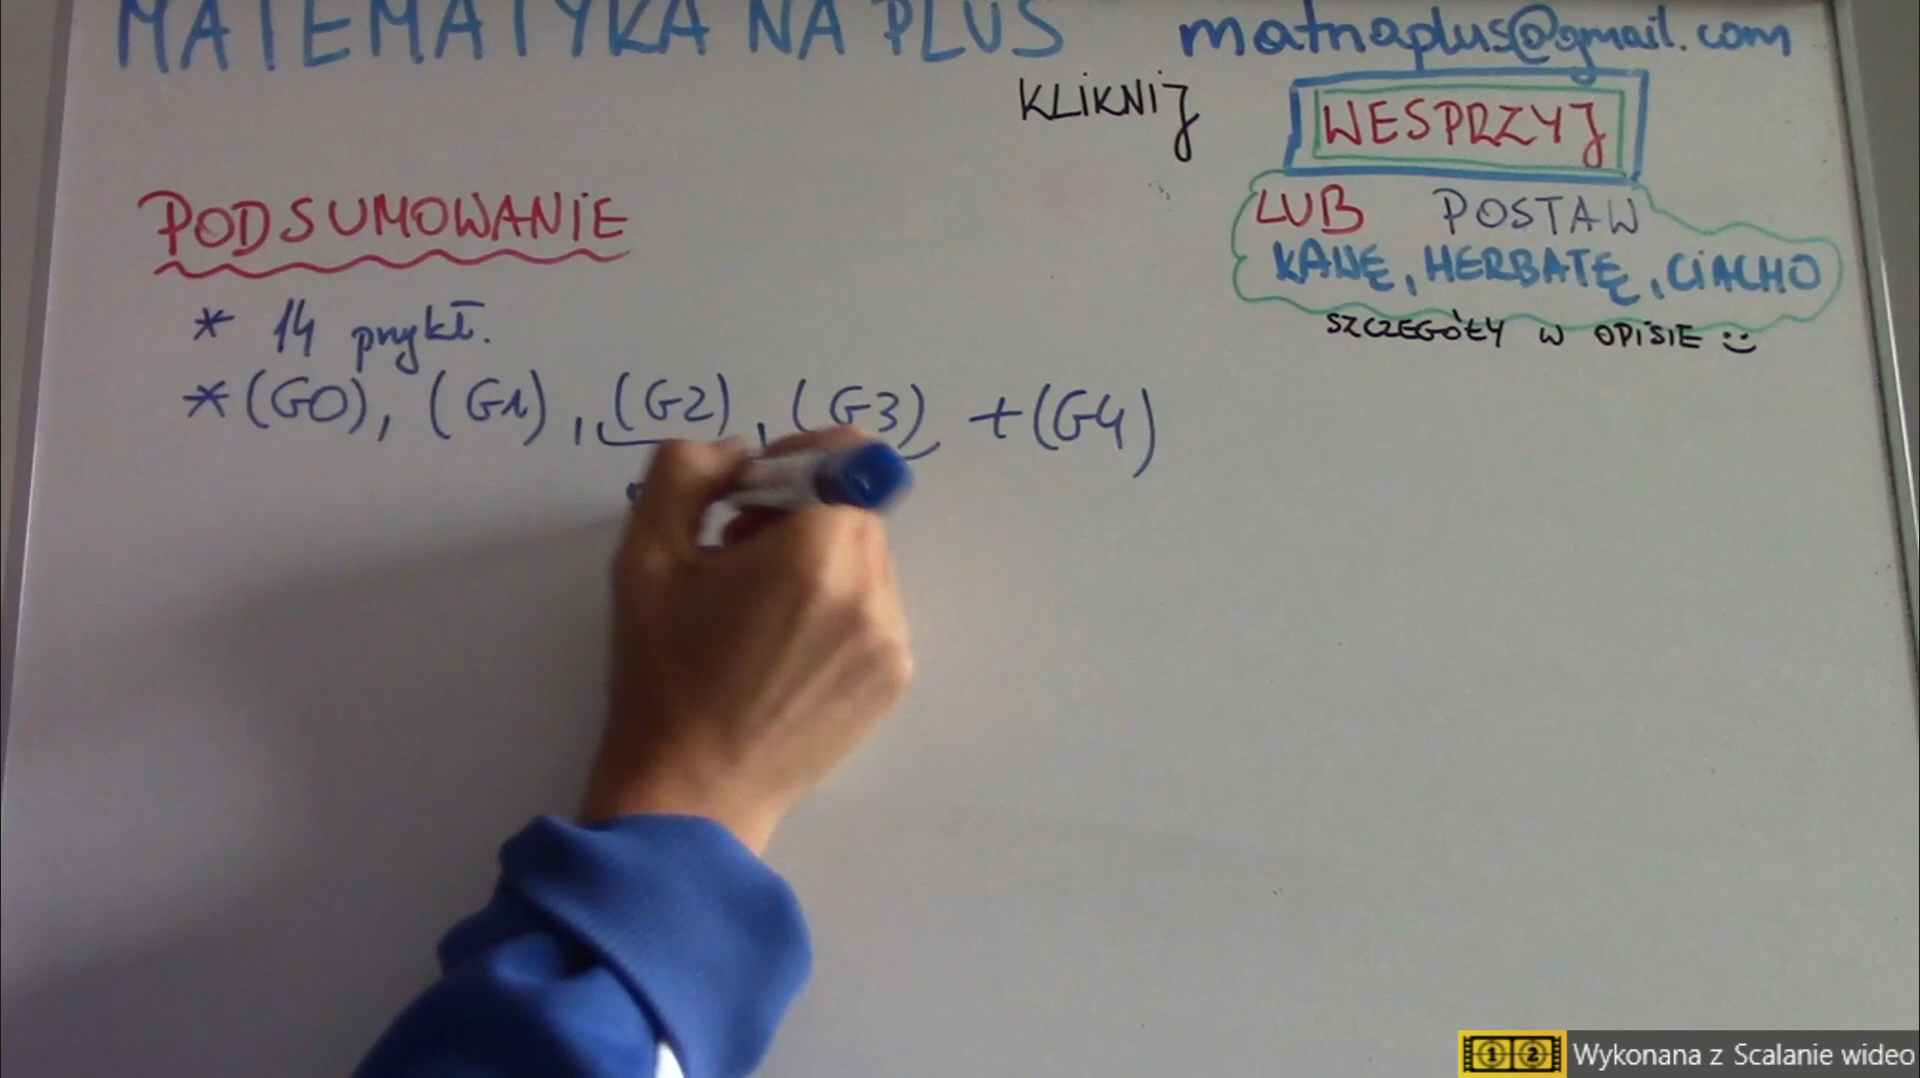 MATEMATYKA NA PLUS matnaplus@gmail.com
KLIKNIJ
WESPRZYJ
LUB POSTAW
KAWĘ, HERBATĘ, CIACHO
SZCZEGÓŁY W OPISIE :)
PODSUMOWANIE
* 14 przykł.
* (G0), (G1), (G2), (G3) + (G4)
Wykonana z Scalanie wideo